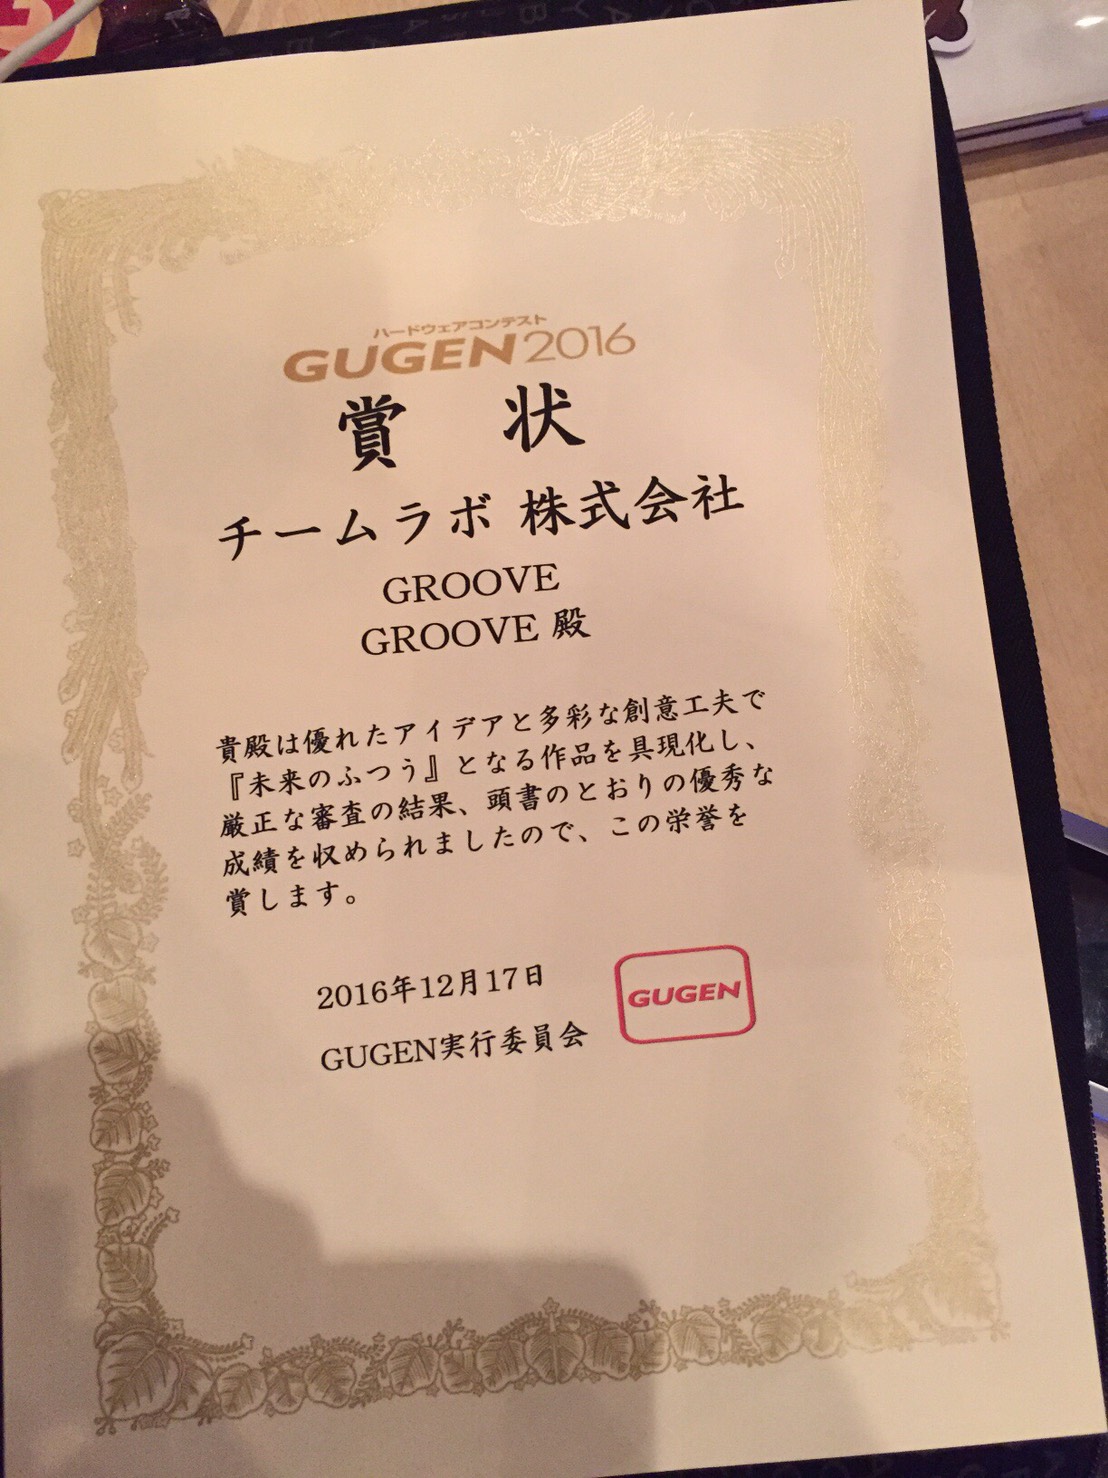 ハードウェアコンテスト
GUGEN2016
賞 状
チームラボ 株式会社
GROOVE
GROOVE 殿
貴殿は優れたアイデアと多彩な創意工夫で
『未来のふつう』となる作品を具現化し、
厳正な審査の結果、頭書のとおりの優秀な
成績を収められましたので、この栄誉を
賞します。
2016年12月17日
GUGEN
GUGEN実行委員会